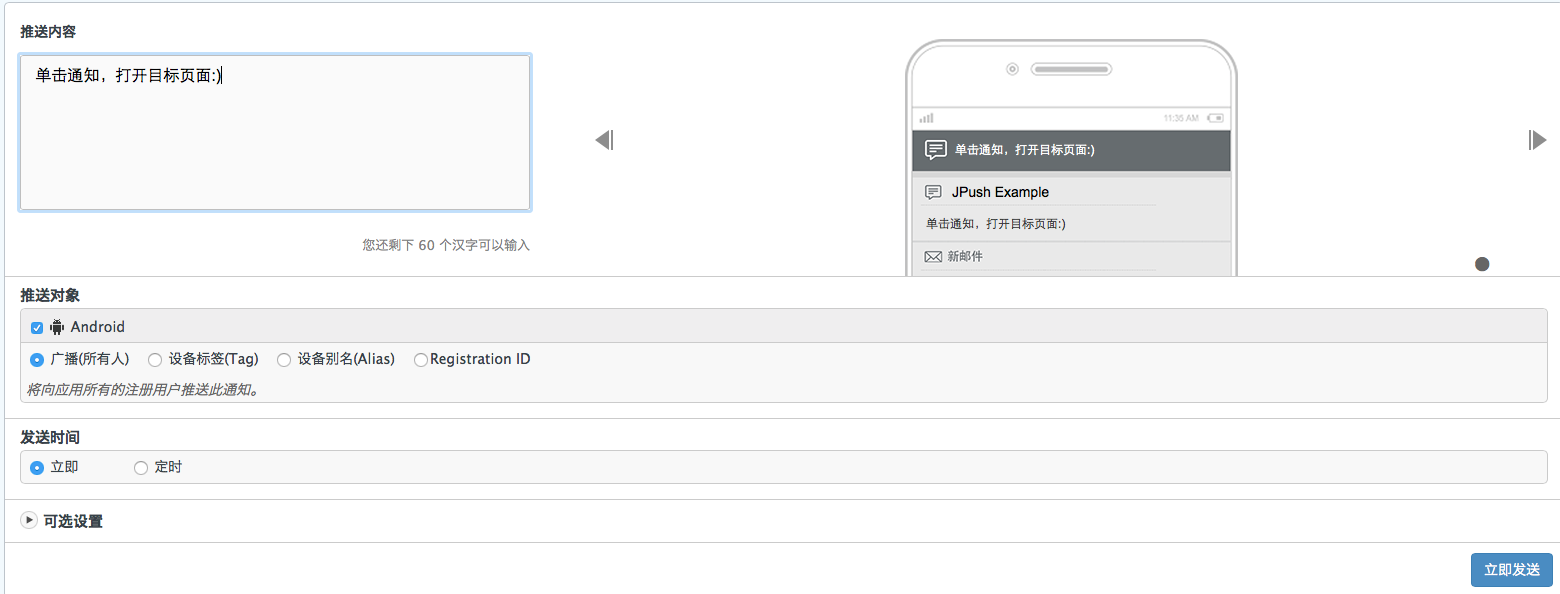 推送内容
单击通知，打开目标页面:)
您还剩下 60 个汉字可以输入
11:35 AM
单击通知，打开目标页面:)
JPush Example
单击通知，打开目标页面:)
新邮件
推送对象
Android
广播(所有人) 设备标签(Tag) 设备别名(Alias) Registration ID
将向应用所有的注册用户推送此通知。
发送时间
立即 定时
可选设置
立即发送